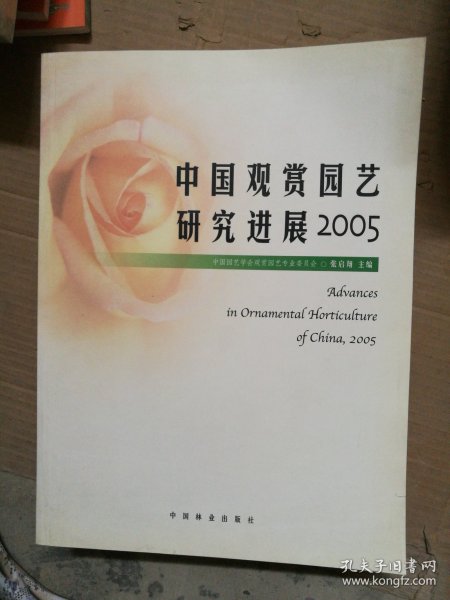 中国观赏园艺
研究进展2005
中国园艺学会观赏园艺专业委员会 ○ 张启翔 主编
Advances
in Ornamental Horticulture
of China, 2005
中国林业出版社
孔夫子旧书网
www.kongfz.com